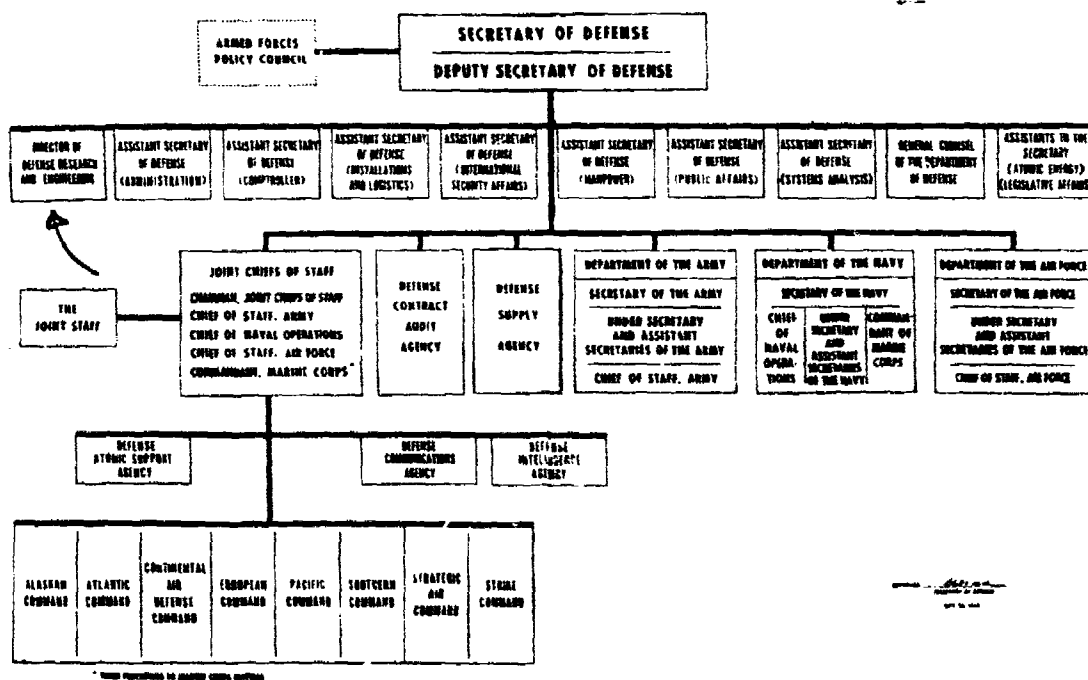 ARMED FORCES
POLICY COUNCIL
SECRETARY OF DEFENSE
DEPUTY SECRETARY OF DEFENSE
DIRECTOR OF
DEFENSE RESEARCH
AND ENGINEERING
ASSISTANT SECRETARY
OF DEFENSE
(ADMINISTRATION)
ASSISTANT SECRETARY
OF DEFENSE
(COMPTROLLER)
ASSISTANT SECRETARY
OF DEFENSE
(INSTALLATIONS
AND LOGISTICS)
ASSISTANT SECRETARY
OF DEFENSE
(INTERNATIONAL
SECURITY AFFAIRS)
ASSISTANT SECRETARY
OF DEFENSE
(MANPOWER)
ASSISTANT SECRETARY
OF DEFENSE
(PUBLIC AFFAIRS)
ASSISTANT SECRETARY
OF DEFENSE
(SYSTEMS ANALYSIS)
GENERAL COUNSEL
OF THE DEPARTMENT
OF DEFENSE
ASSISTANTS TO THE
SECRETARY
(ATOMIC ENERGY)
(LEGISLATIVE AFFAIRS
THE
JOINT STAFF
JOINT CHIEFS OF STAFF
CHAIRMAN, JOINT CHIEFS OF STAFF
CHIEF OF STAFF, ARMY
CHIEF OF NAVAL OPERATIONS
CHIEF OF STAFF, AIR FORCE
COMMANDANT, MARINE CORPS*
DEFENSE
CONTRACT
AUDIT
AGENCY
DEFENSE
SUPPLY
AGENCY
DEPARTMENT OF THE ARMY
SECRETARY OF THE ARMY
UNDER SECRETARY
AND ASSISTANT
SECRETARIES OF THE ARMY
CHIEF OF STAFF, ARMY
DEPARTMENT OF THE NAVY
SECRETARY OF THE NAVY
CHIEF
OF
NAVAL
OPERA-
TIONS
UNDER
SECRETARY
AND
ASSISTANT
SECRETARIES
OF THE NAVY
COMMAN-
DANT OF
MARINE
CORPS
DEPARTMENT OF THE AIR FORCE
SECRETARY OF THE AIR FORCE
UNDER SECRETARY
AND ASSISTANT
SECRETARIES OF THE AIR FORCE
CHIEF OF STAFF, AIR FORCE
DEFENSE
ATOMIC SUPPORT
AGENCY
DEFENSE
COMMUNICATIONS
AGENCY
DEFENSE
INTELLIGENCE
AGENCY
ALASKAN
COMMAND
ATLANTIC
COMMAND
CONTINENTAL
AIR
DEFENSE
COMMAND
EUROPEAN
COMMAND
PACIFIC
COMMAND
SOUTHERN
COMMAND
STRATEGIC
AIR
COMMAND
STRIKE
COMMAND